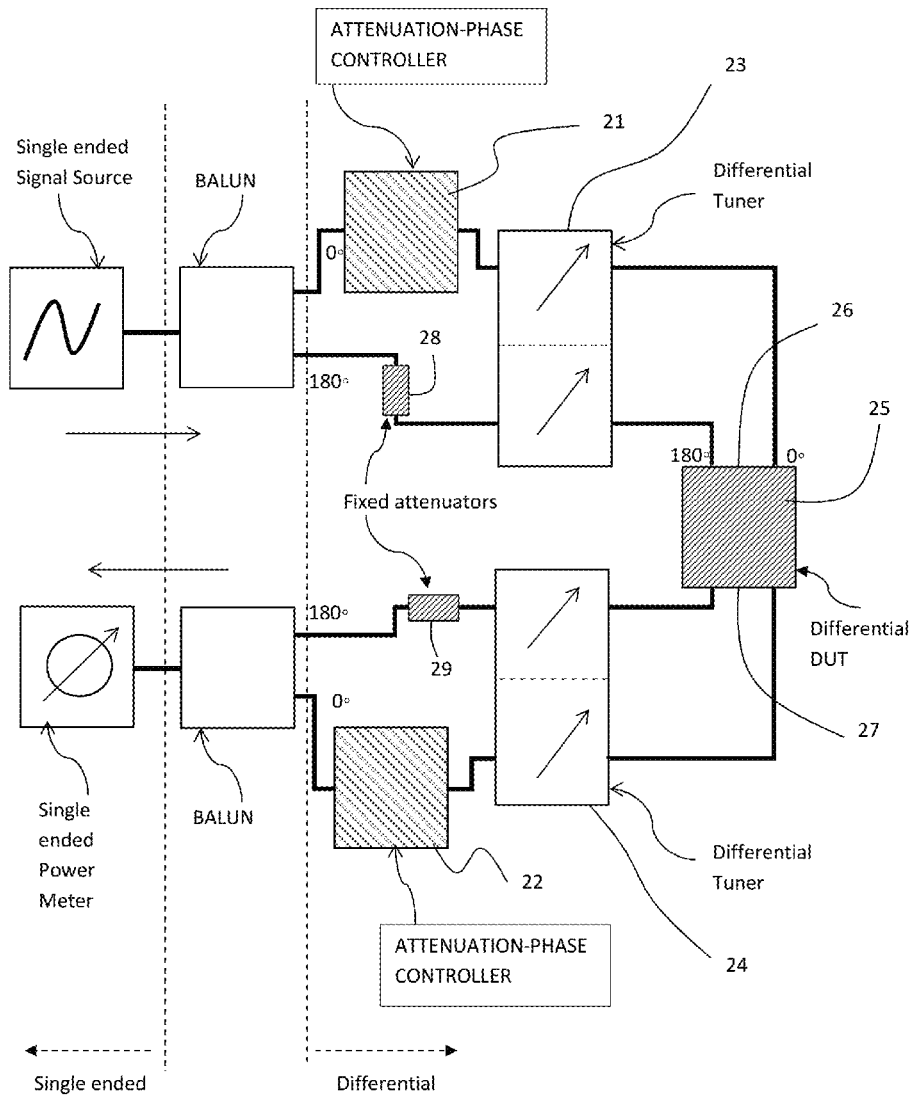 ATTENUATION-PHASE
CONTROLLER
23
21
Single ended
Signal Source
BALUN
Differential
Tuner
0°
26
28
180°
25
180°
0°
Fixed attenuators
180°
29
Differential
DUT
0°
27
Single
ended
Power
Meter
BALUN
22
Differential
Tuner
ATTENUATION-PHASE
CONTROLLER
24
Single ended
Differential